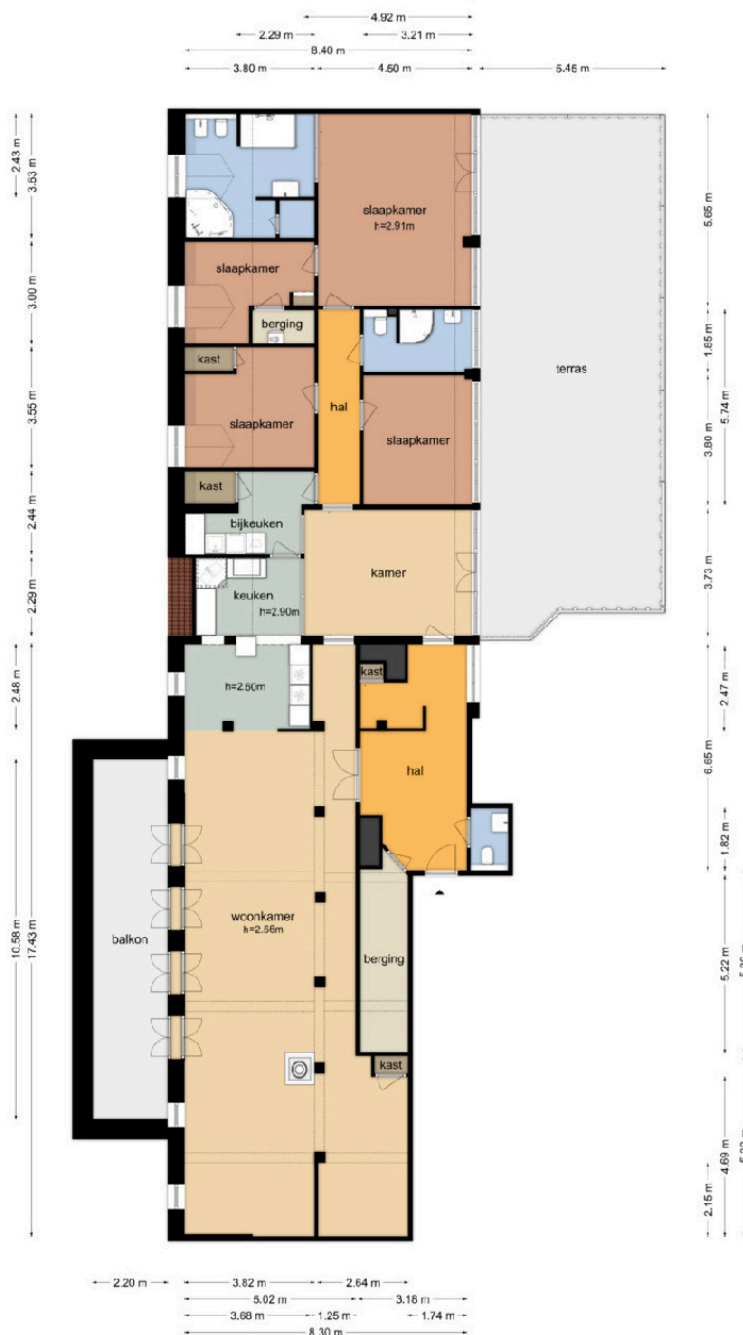 4.92 m
2.29 m
3.21 m
8.40 m
3.80 m
4.60 m
5.45 m
2.43 m
3.63 m
3.00 m
3.55 m
2.44 m
2.29 m
2.48 m
10.58 m
17.43 m
slaapkamer
h=2.91m
slaapkamer
berging
kast
slaapkamer
hal
slaapkamer
terras
kast
bijkeuken
kamer
keuken
h=2.90m
h=2.60m
kast
hal
woonkamer
h=2.56m
balkon
berging
kast
5.65 m
1.85 m
5.74 m
3.80 m
3.73 m
2.47 m
6.65 m
1.82 m
5.22 m
4.69 m
2.15 m
2.20 m
3.82 m
2.64 m
5.02 m
3.18 m
3.68 m
1.25 m
1.74 m
8.30 m